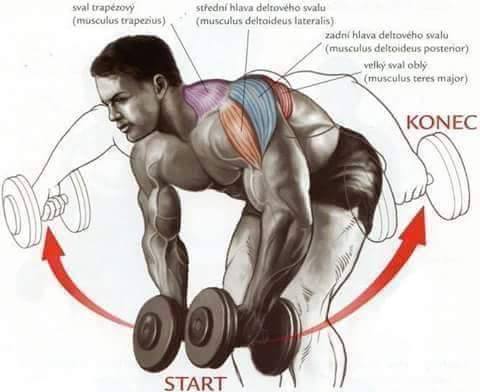 sval trapézový
(musculus trapezius)
střední hlava deltového svalu
(musculus deltoideus lateralis)
zadní hlava deltového svalu
(musculus deltoideus posterior)
velký sval oblý
(musculus teres major)
KONEC
START